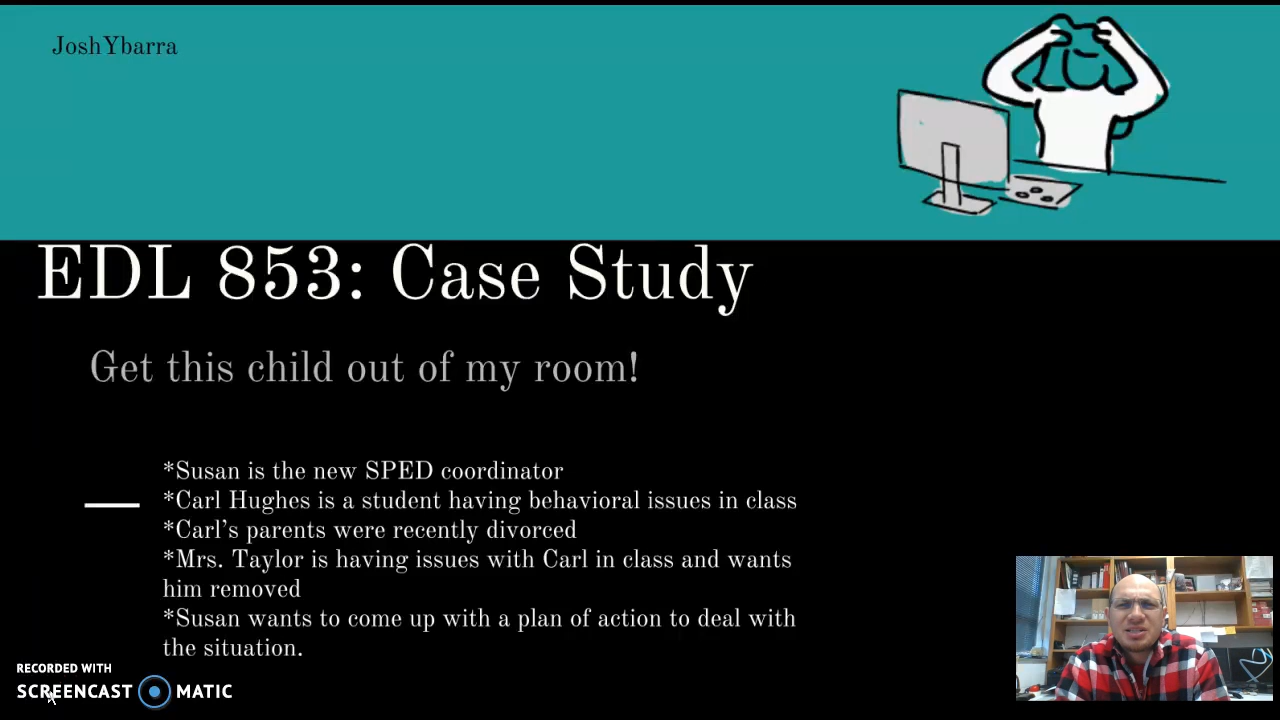 JoshYbarra
EDL 853: Case Study
Get this child out of my room!
*Susan is the new SPED coordinator
*Carl Hughes is a student having behavioral issues in class
*Carl's parents were recently divorced
*Mrs. Taylor is having issues with Carl in class and wants
him removed
*Susan wants to come up with a plan of action to deal with
the situation.
RECORDED WITH
SCREENCAST MATIC